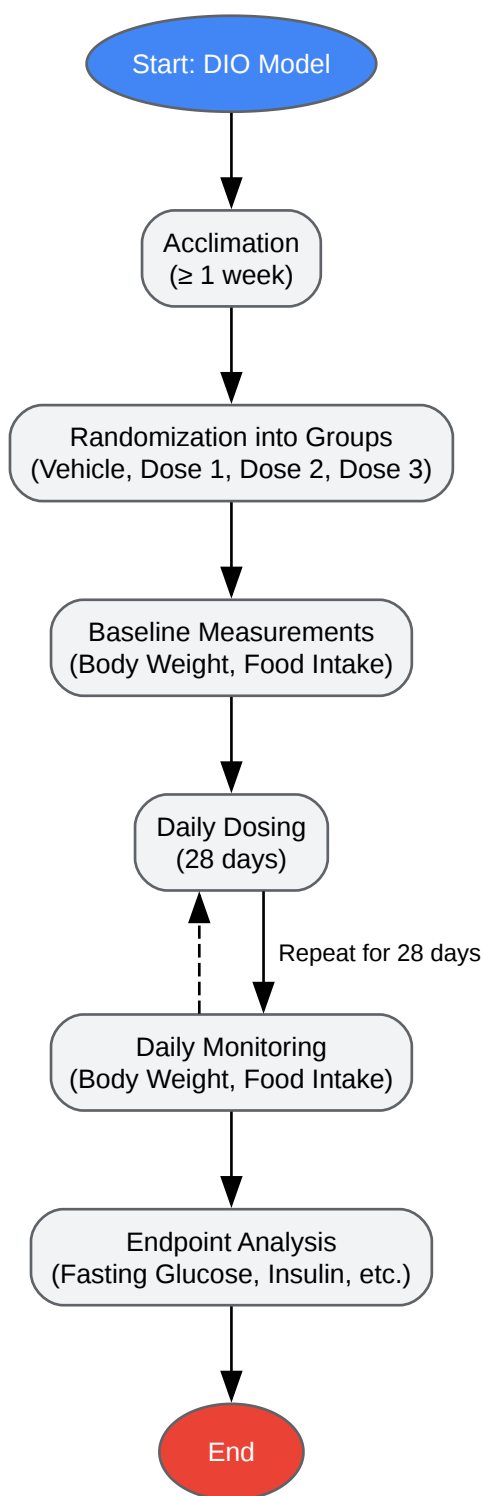 Start: DIO Model
Acclimation
(≥ 1 week)
Randomization into Groups
(Vehicle, Dose 1, Dose 2, Dose 3)
Baseline Measurements
(Body Weight, Food Intake)
Daily Dosing
(28 days)
Repeat for 28 days
Daily Monitoring
(Body Weight, Food Intake)
Endpoint Analysis
(Fasting Glucose, Insulin, etc.)
End